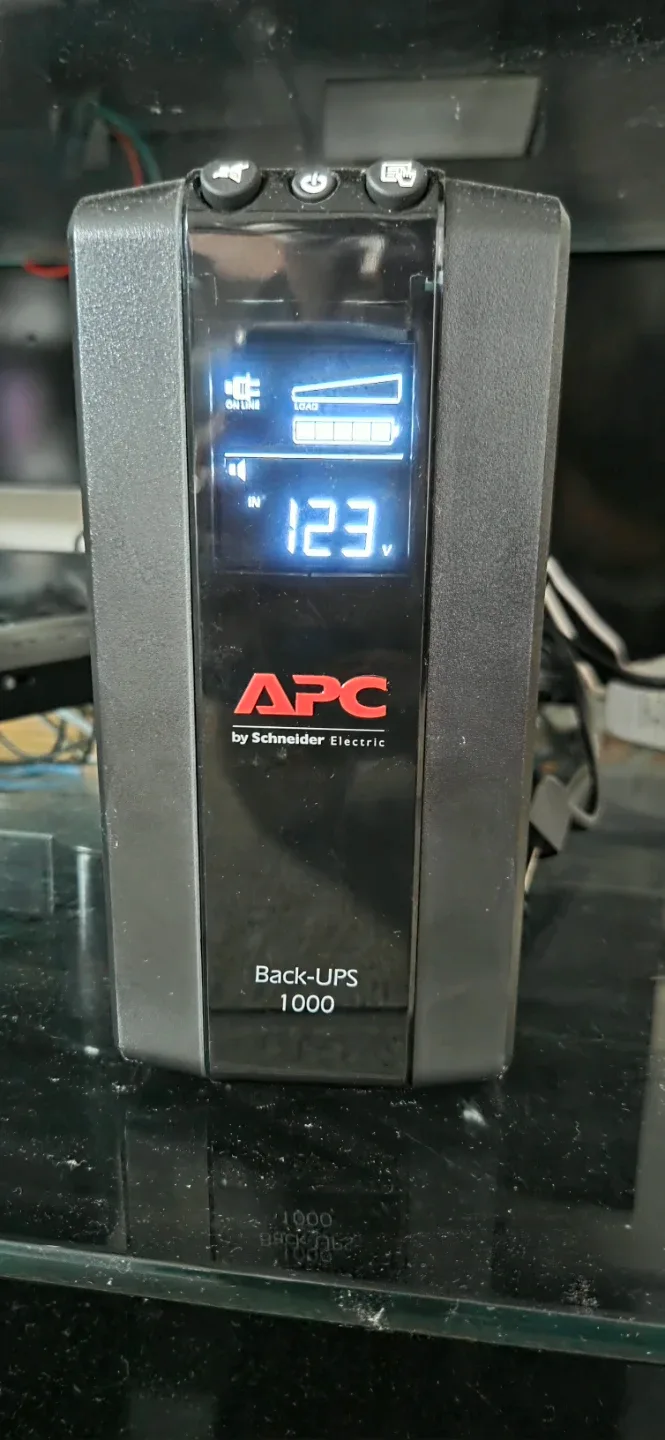 ON LINE
LOAD
IN
123 V
APC
by Schneider Electric
Back-UPS
1000